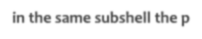 in the same subshell the p